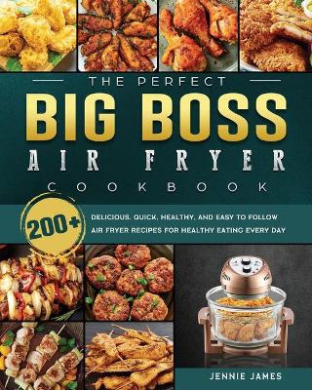 THE PERFECT
BIG BOSS
AIR FRYER
COOKBOOK
200+
DELICIOUS, QUICK, HEALTHY, AND EASY TO FOLLOW
AIR FRYER RECIPES FOR HEALTHY EATING EVERY DAY
JENNIE JAMES